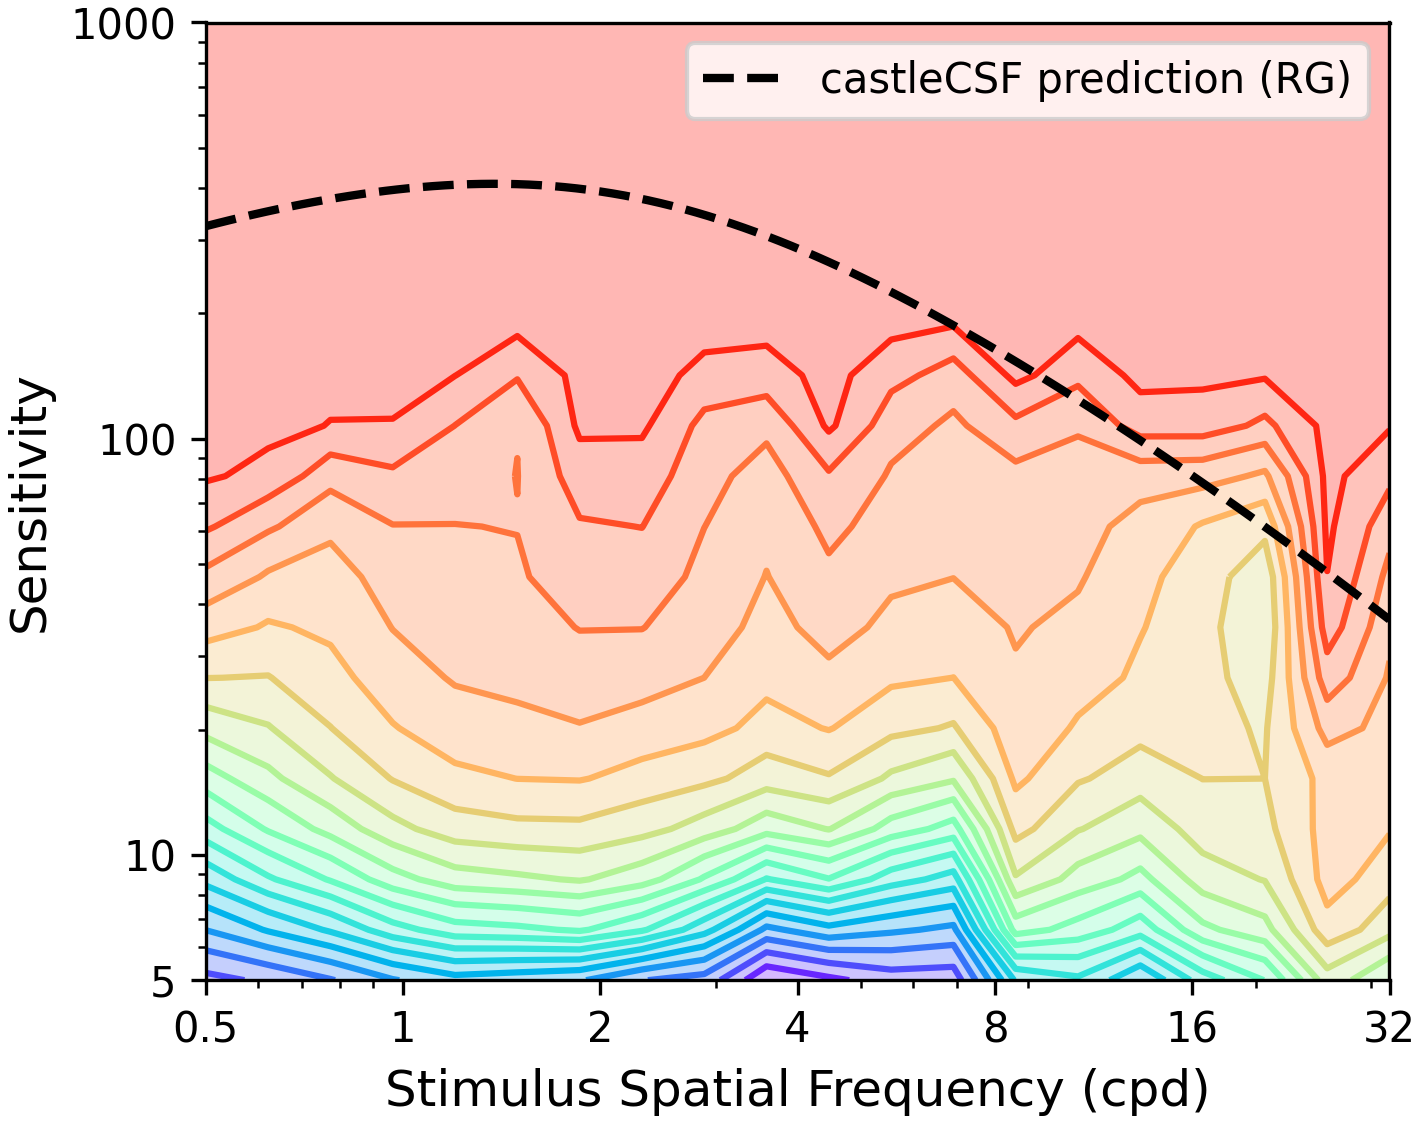 1000
castleCSF prediction (RG)
100
10
5
Sensitivity
0.5 1 2 4 8 16 32
Stimulus Spatial Frequency (cpd)